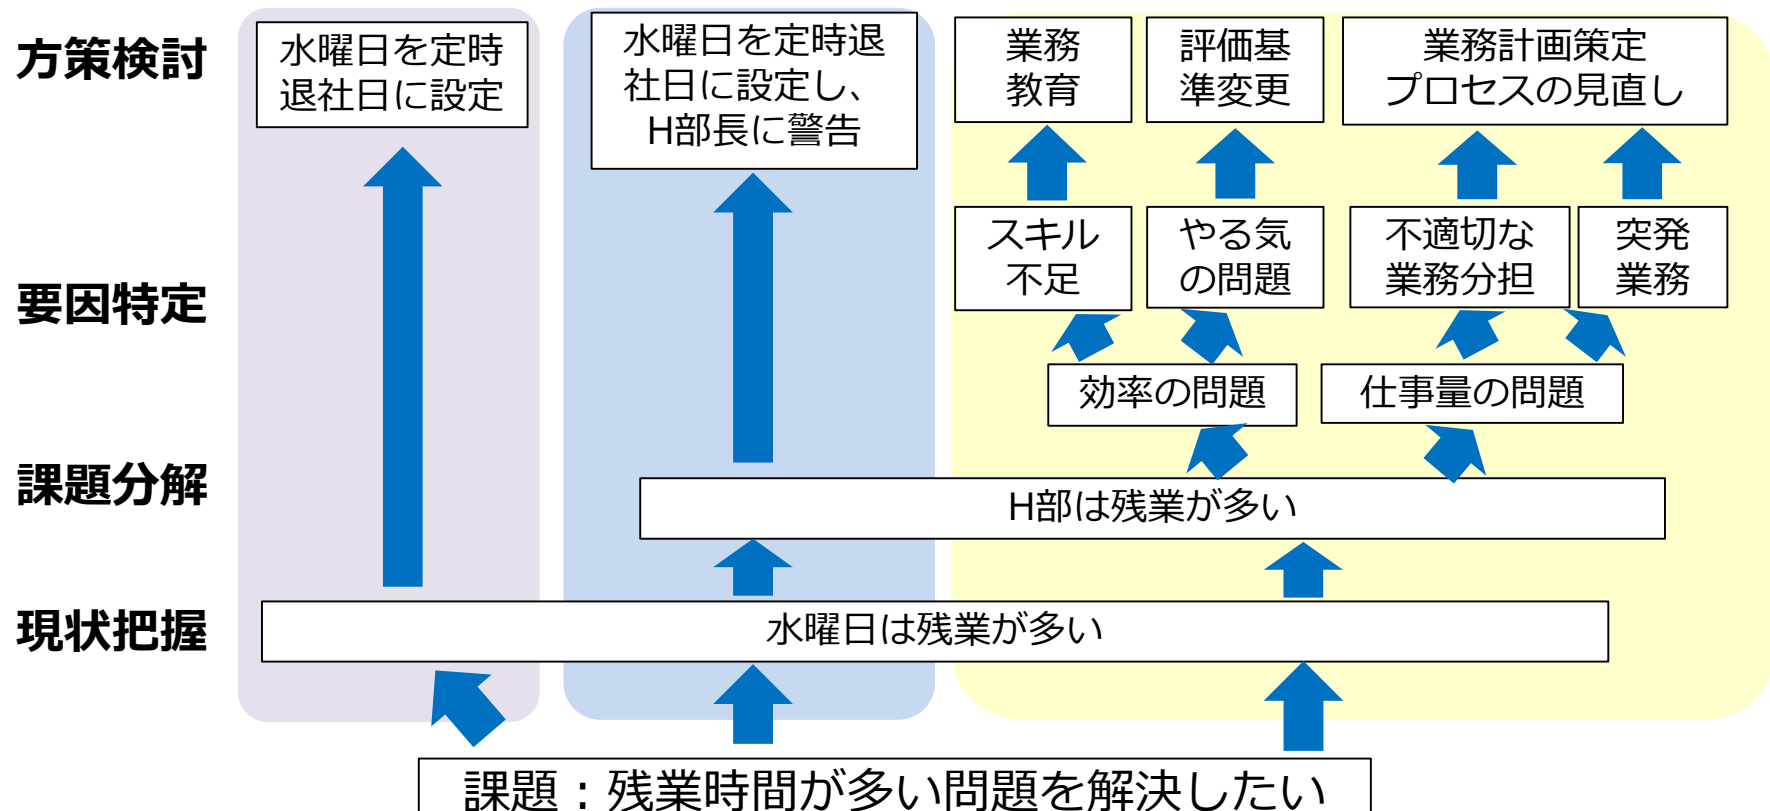 方策検討
水曜日を定時
退社日に設定
水曜日を定時退
社日に設定し、
H部長に警告
業務
教育
評価基
準変更
業務計画策定
プロセスの見直し
要因特定
スキル
不足
やる気
の問題
不適切な
業務分担
突発
業務
効率の問題
仕事量の問題
課題分解
H部は残業が多い
現状把握
水曜日は残業が多い
課題：残業時間が多い問題を解決したい